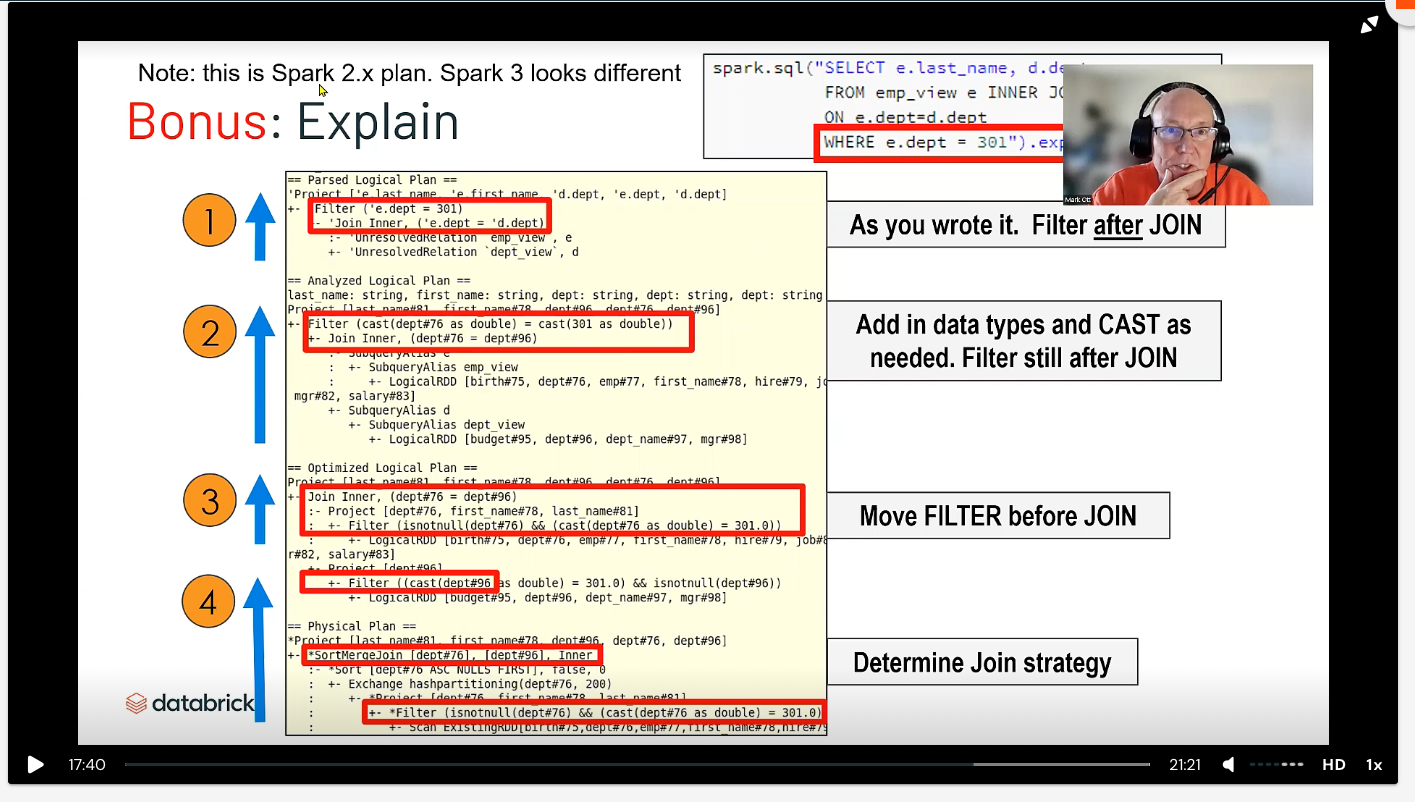 Note: this is Spark 2.x plan. Spark 3 looks different
Bonus: Explain
spark.sql("SELECT e.last_name,
FROM emp_view e INNER
ON e.dept=d.dept
WHERE e.dept = 301")
Mark Ott
1
2
3
4
== Parsed Logical Plan ==
'Project ['e.last_name, 'e.first_name, 'd.dept, 'e.dept, 'd.dept]
+- 'Filter ('e.dept = 301)
+- 'Join Inner, ('e.dept = 'd.dept)
:- 'UnresolvedRelation `emp_view`, e
+- 'UnresolvedRelation `dept_view`, d
== Analyzed Logical Plan ==
last_name: string, first_name: string, dept: string, dept: string, dept: string
Project [last_name#81, first_name#78, dept#96, dept#76, dept#96]
+- Filter (cast(dept#76 as double) = cast(301 as double))
+- Join Inner, (dept#76 = dept#96)
:- SubqueryAlias e
: +- SubqueryAlias emp_view
: +- LogicalRDD [birth#75, dept#76, emp#77, first_name#78, hire#79,
mgr#82, salary#83]
+- SubqueryAlias d
+- SubqueryAlias dept_view
+- LogicalRDD [budget#95, dept#96, dept_name#97, mgr#98]
== Optimized Logical Plan ==
Project [last_name#81, first_name#78, dept#96, dept#76, dept#96]
+- Join Inner, (dept#76 = dept#96)
:- Project [dept#76, first_name#78, last_name#81]
: +- Filter (isnotnull(dept#76) && (cast(dept#76 as double) = 301.0))
: +- LogicalRDD [birth#75, dept#76, emp#77, first_name#78, hire#79,
r#82, salary#83]
+- Project [dept#96]
+- Filter ((cast(dept#96 as double) = 301.0) && isnotnull(dept#96))
+- LogicalRDD [budget#95, dept#96, dept_name#97, mgr#98]
== Physical Plan ==
*Project [last_name#81, first_name#78, dept#96, dept#76, dept#96]
+- *SortMergeJoin [dept#76], [dept#96], Inner
:- *Sort [dept#76 ASC NULLS FIRST], false, 0
: +- Exchange hashpartitioning(dept#76, 200)
: +- *Project [dept#76, first_name#78, last_name#81]
: +- *Filter (isnotnull(dept#76) && (cast(dept#76 as double) = 301.0)
: +- Scan ExistingRDD[birth#75,dept#76,emp#77,first_name#78,hire#79
As you wrote it. Filter after JOIN
Add in data types and CAST as
needed. Filter still after JOIN
Move FILTER before JOIN
Determine Join strategy
databrick
17:40
21:21
HD
1x